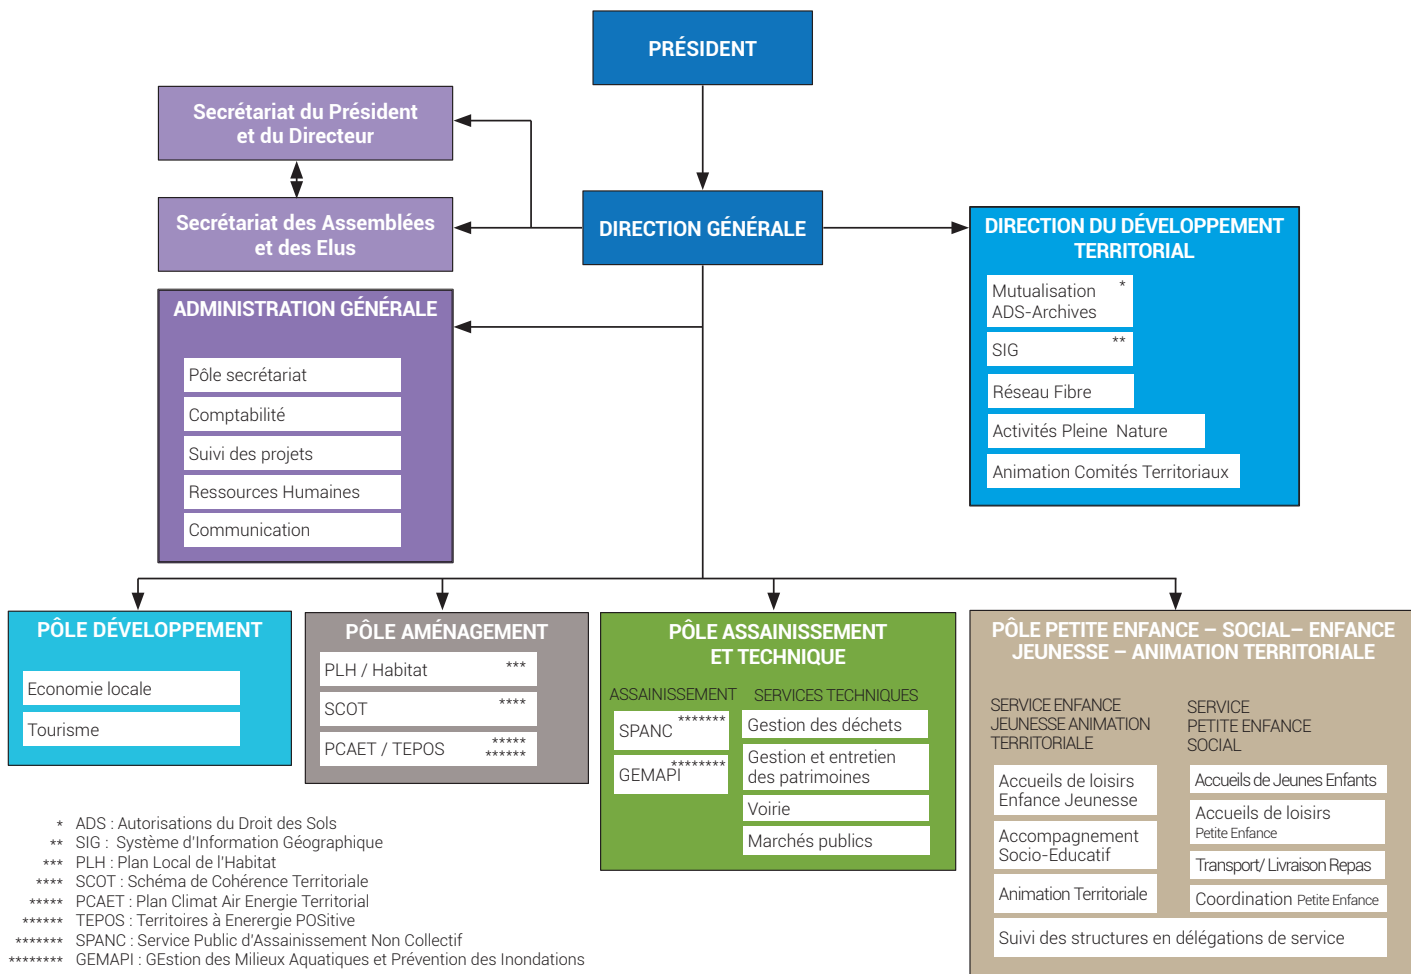 PRÉSIDENT
Secrétariat du Président
et du Directeur
Secrétariat des Assemblées
et des Elus
DIRECTION GÉNÉRALE
DIRECTION DU DÉVELOPPEMENT
TERRITORIAL
Mutualisation *
ADS-Archives
SIG **
Réseau Fibre
Activités Pleine Nature
Animation Comités Territoriaux
ADMINISTRATION GÉNÉRALE
Pôle secrétariat
Comptabilité
Suivi des projets
Ressources Humaines
Communication
PÔLE DÉVELOPPEMENT
Economie locale
Tourisme
PÔLE AMÉNAGEMENT
PLH / Habitat ***
SCOT ****
PCAET / TEPOS *****
******
PÔLE ASSAINISSEMENT
ET TECHNIQUE
ASSAINISSEMENT
SPANC *******
GEMAPI ********
SERVICES TECHNIQUES
Gestion des déchets
Gestion et entretien
des patrimoines
Voirie
Marchés publics
PÔLE PETITE ENFANCE – SOCIAL– ENFANCE
JEUNESSE – ANIMATION TERRITORIALE
SERVICE ENFANCE
JEUNESSE ANIMATION
TERRITORIALE
Accueils de loisirs
Enfance Jeunesse
Accompagnement
Socio-Educatif
Animation Territoriale
SERVICE
PETITE ENFANCE
SOCIAL
Accueils de Jeunes Enfants
Accueils de loisirs
Petite Enfance
Transport/ Livraison Repas
Coordination Petite Enfance
Suivi des structures en délégations de service
* ADS : Autorisations du Droit des Sols
** SIG : Système d'Information Géographique
*** PLH : Plan Local de l'Habitat
**** SCOT : Schéma de Cohérence Territoriale
***** PCAET : Plan Climat Air Energie Territorial
****** TEPOS : Territoires à Enerergie POSitive
******* SPANC : Service Public d'Assainissement Non Collectif
******** GEMAPI : GEstion des Milieux Aquatiques et Prévention des Inondations